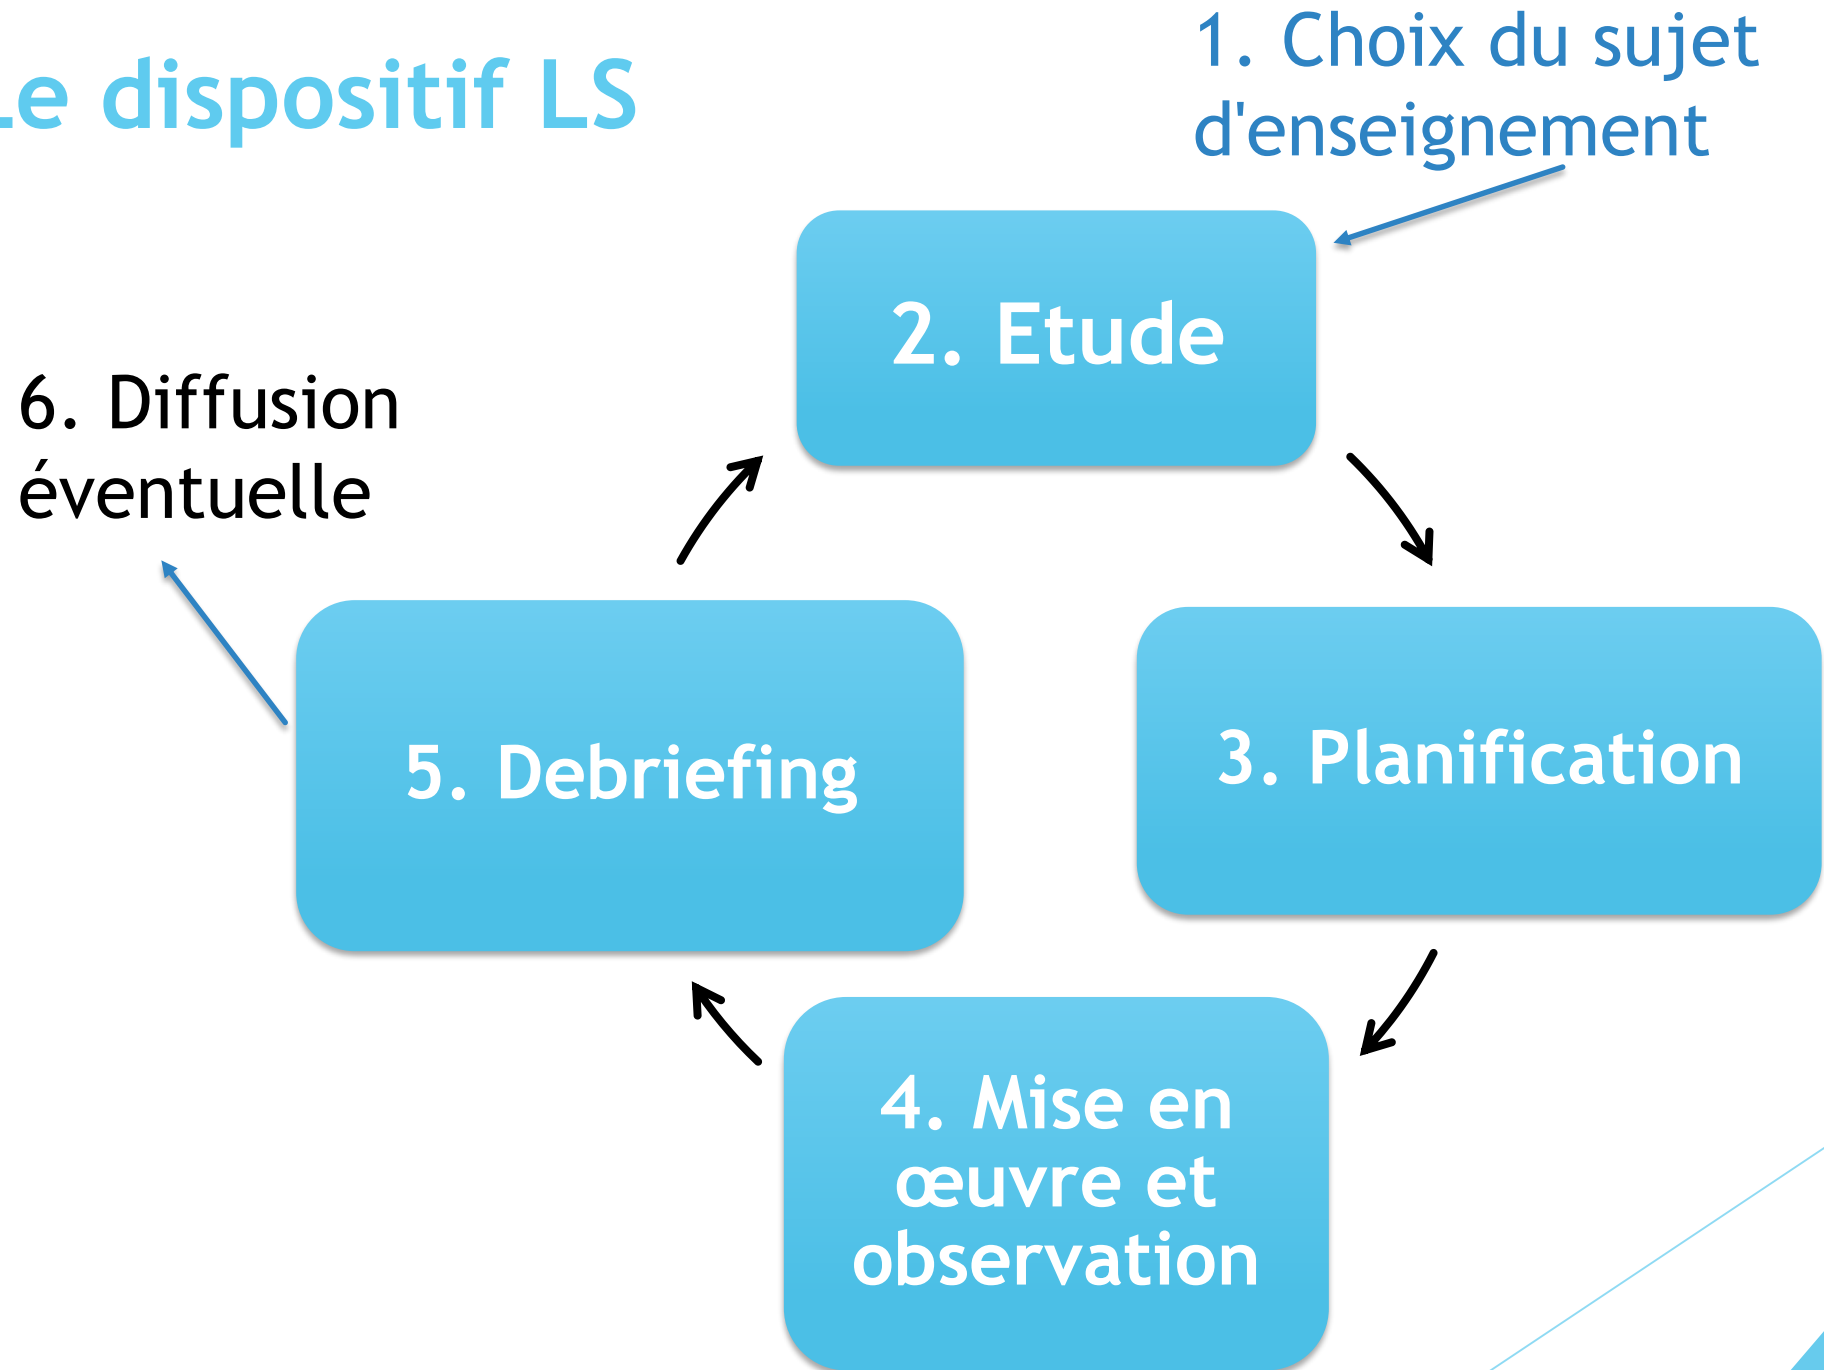 Le dispositif LS
1. Choix du sujet
d'enseignement
2. Etude
6. Diffusion
éventuelle
5. Debriefing
3. Planification
4. Mise en
œuvre et
observation